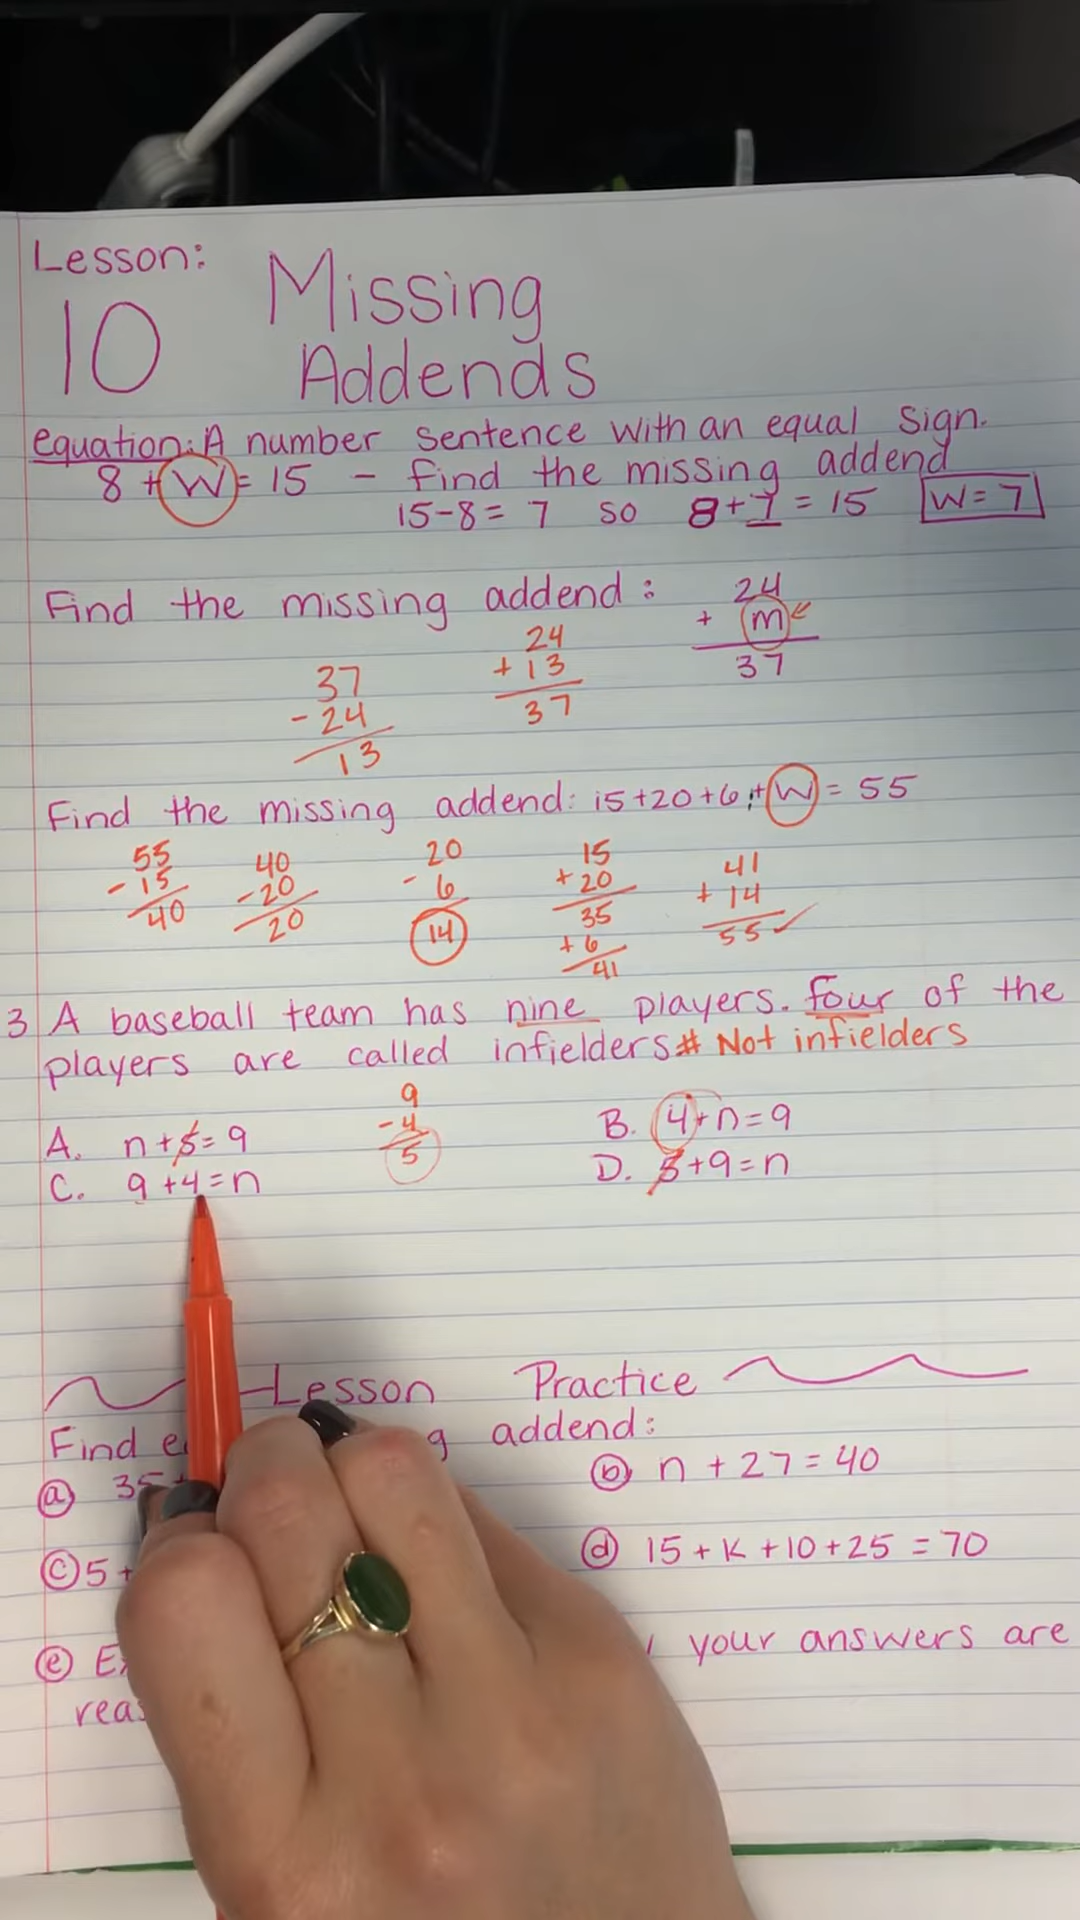 Lesson:
10
Missing
Addends
equation: A number sentence with an equal sign.
8 + W = 15 - find the missing addend
15-8= 7 so 8+7=15 W=7
Find the missing addend:
24
+ m
37
24
+ 13
37
37
- 24
13
Find the missing addend: 15+20+6+W=55
55
- 15
40
40
- 20
20
20
- 6
14
15
+ 20
35
+ 6
41
41
+ 14
55 ✓
3 A baseball team has nine players. four of the
players are called infielders # Not infielders
9
- 4
5
A. n+5=9
B. 4+n=9
C. 9+4=n
D. 5+9=n
Lesson Practice
Find addend:
a 35
b n + 27 = 40
c 5+
d 15 + K + 10 + 25 = 70
e your answers are